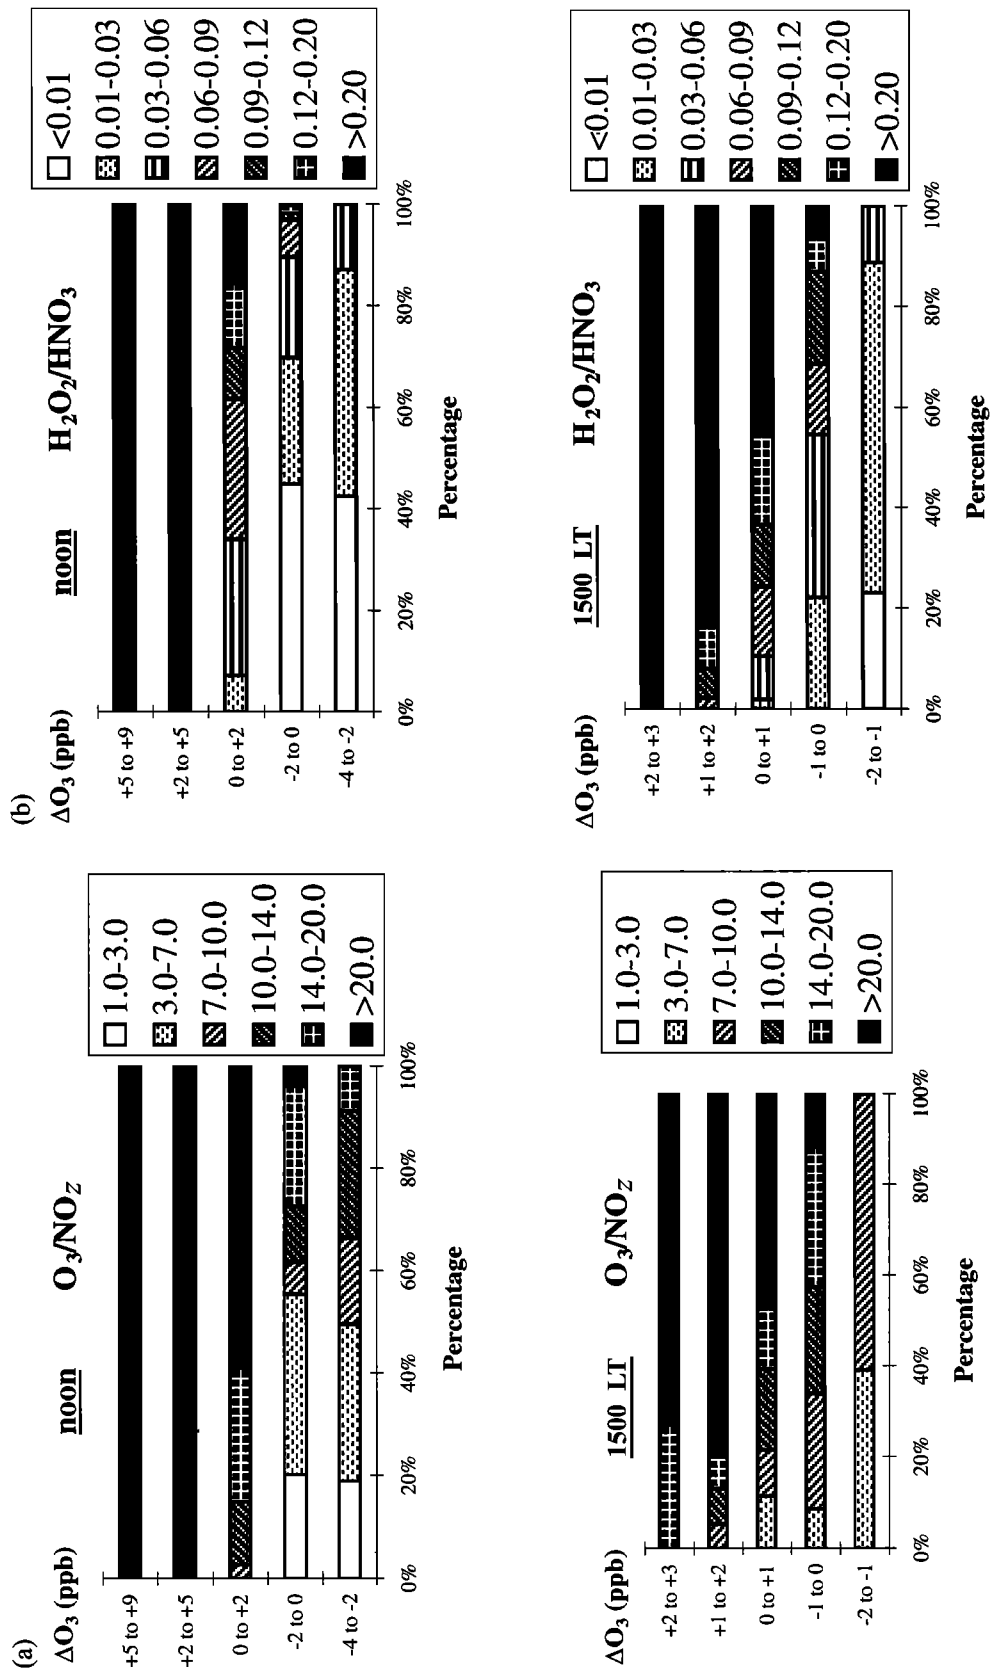 (a)
ΔO₃ (ppb)
noon
O₃/NO_Z
+5 to +9
+2 to +5
0 to +2
-2 to 0
-4 to -2
0%
20%
40%
60%
80%
100%
Percentage
1.0-3.0
3.0-7.0
7.0-10.0
10.0-14.0
14.0-20.0
>20.0
ΔO₃ (ppb)
1500 LT
O₃/NO_Z
+2 to +3
+1 to +2
0 to +1
-1 to 0
-2 to -1
0%
20%
40%
60%
80%
100%
Percentage
1.0-3.0
3.0-7.0
7.0-10.0
10.0-14.0
14.0-20.0
>20.0
(b)
ΔO₃ (ppb)
noon
H₂O₂/HNO₃
+5 to +9
+2 to +5
0 to +2
-2 to 0
-4 to -2
0%
20%
40%
60%
80%
100%
Percentage
<0.01
0.01-0.03
0.03-0.06
0.06-0.09
0.09-0.12
0.12-0.20
>0.20
ΔO₃ (ppb)
1500 LT
H₂O₂/HNO₃
+2 to +3
+1 to +2
0 to +1
-1 to 0
-2 to -1
0%
20%
40%
60%
80%
100%
Percentage
<0.01
0.01-0.03
0.03-0.06
0.06-0.09
0.09-0.12
0.12-0.20
>0.20